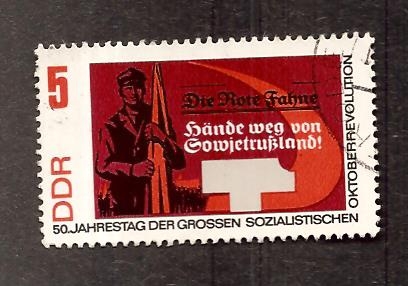 5
DDR
Die Rote Fahne
Hände weg von
Sowjetrußland!
50. JAHRESTAG DER GROSSEN SOZIALISTISCHEN
OKTOBERREVOLUTION